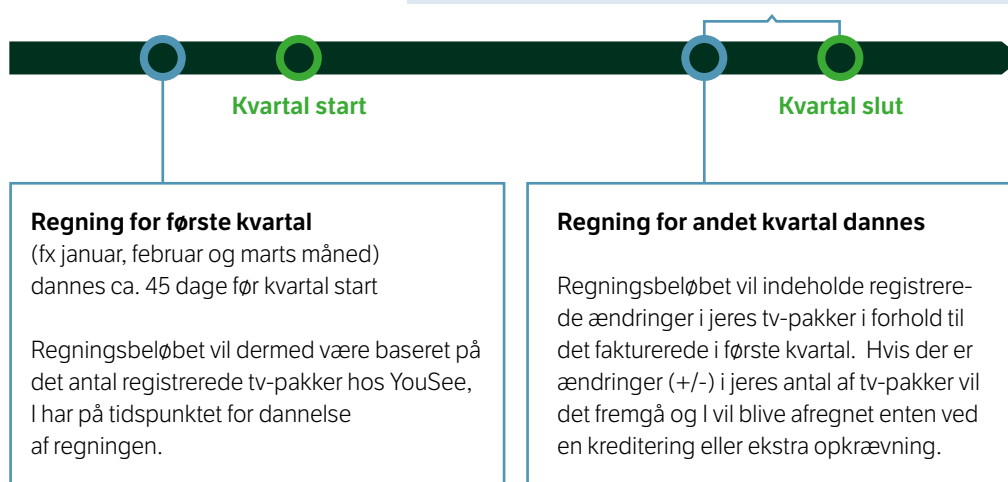 Kvartal start
Kvartal slut
Regning for første kvartal
(fx januar, februar og marts måned)
dannes ca. 45 dage før kvartal start
Regningsbeløbet vil dermed være baseret på
det antal registrerede tv-pakker hos YouSee,
I har på tidspunktet for dannelse
af regningen.
Regning for andet kvartal dannes
Regningsbeløbet vil indeholde registrere-
de ændringer i jeres tv-pakker i forhold til
det fakturerede i første kvartal. Hvis der er
ændringer (+/-) i jeres antal af tv-pakker vil
det fremgå og I vil blive afregnet enten ved
en kreditering eller ekstra opkrævning.